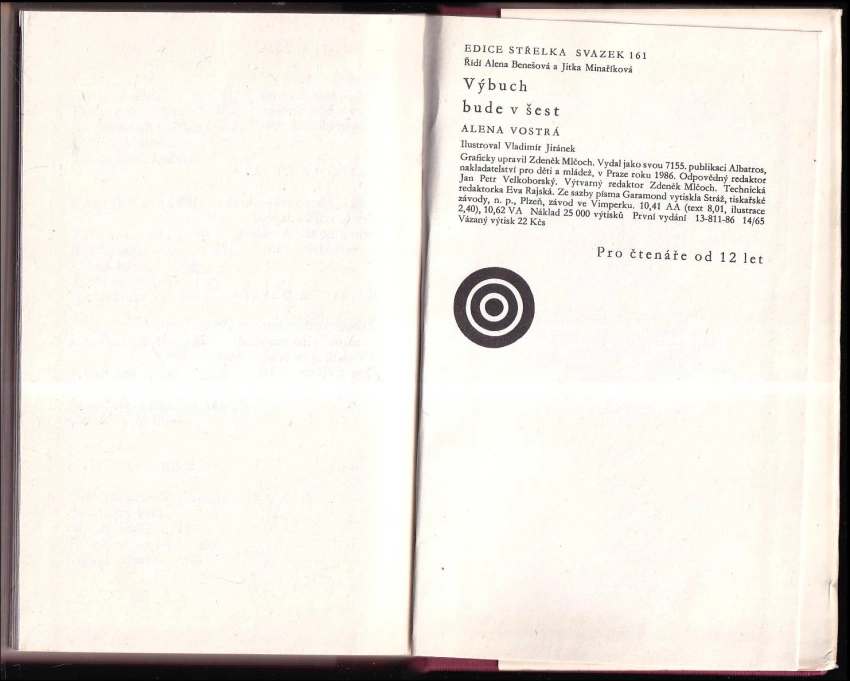 EDICE STŘELKA SVAZEK 161
Řídí Alena Benešová a Jitka Minaříková
Výbuch
bude v šest
ALENA VOSTRÁ
Ilustroval Vladimír Jiránek
Graficky upravil Zdeněk Mlčoch. Vydal jako svou 7155. publikaci Albatros,
nakladatelství pro děti a mládež, v Praze roku 1986. Odpovědný redaktor
Jan Petr Velkoborský. Výtvarný redaktor Zdeněk Mlčoch. Technická
redaktorka Eva Rajská. Ze sazby písma Garamond vytiskla Stráž, tiskařské
závody, n. p., Plzeň, závod ve Vimperku. 10,41 AA (text 8,01, ilustrace
2,40), 10,62 VA Náklad 25 000 výtisků První vydání 13-811-86 14/65
Vázaný výtisk 22 Kčs
Pro čtenáře od 12 let